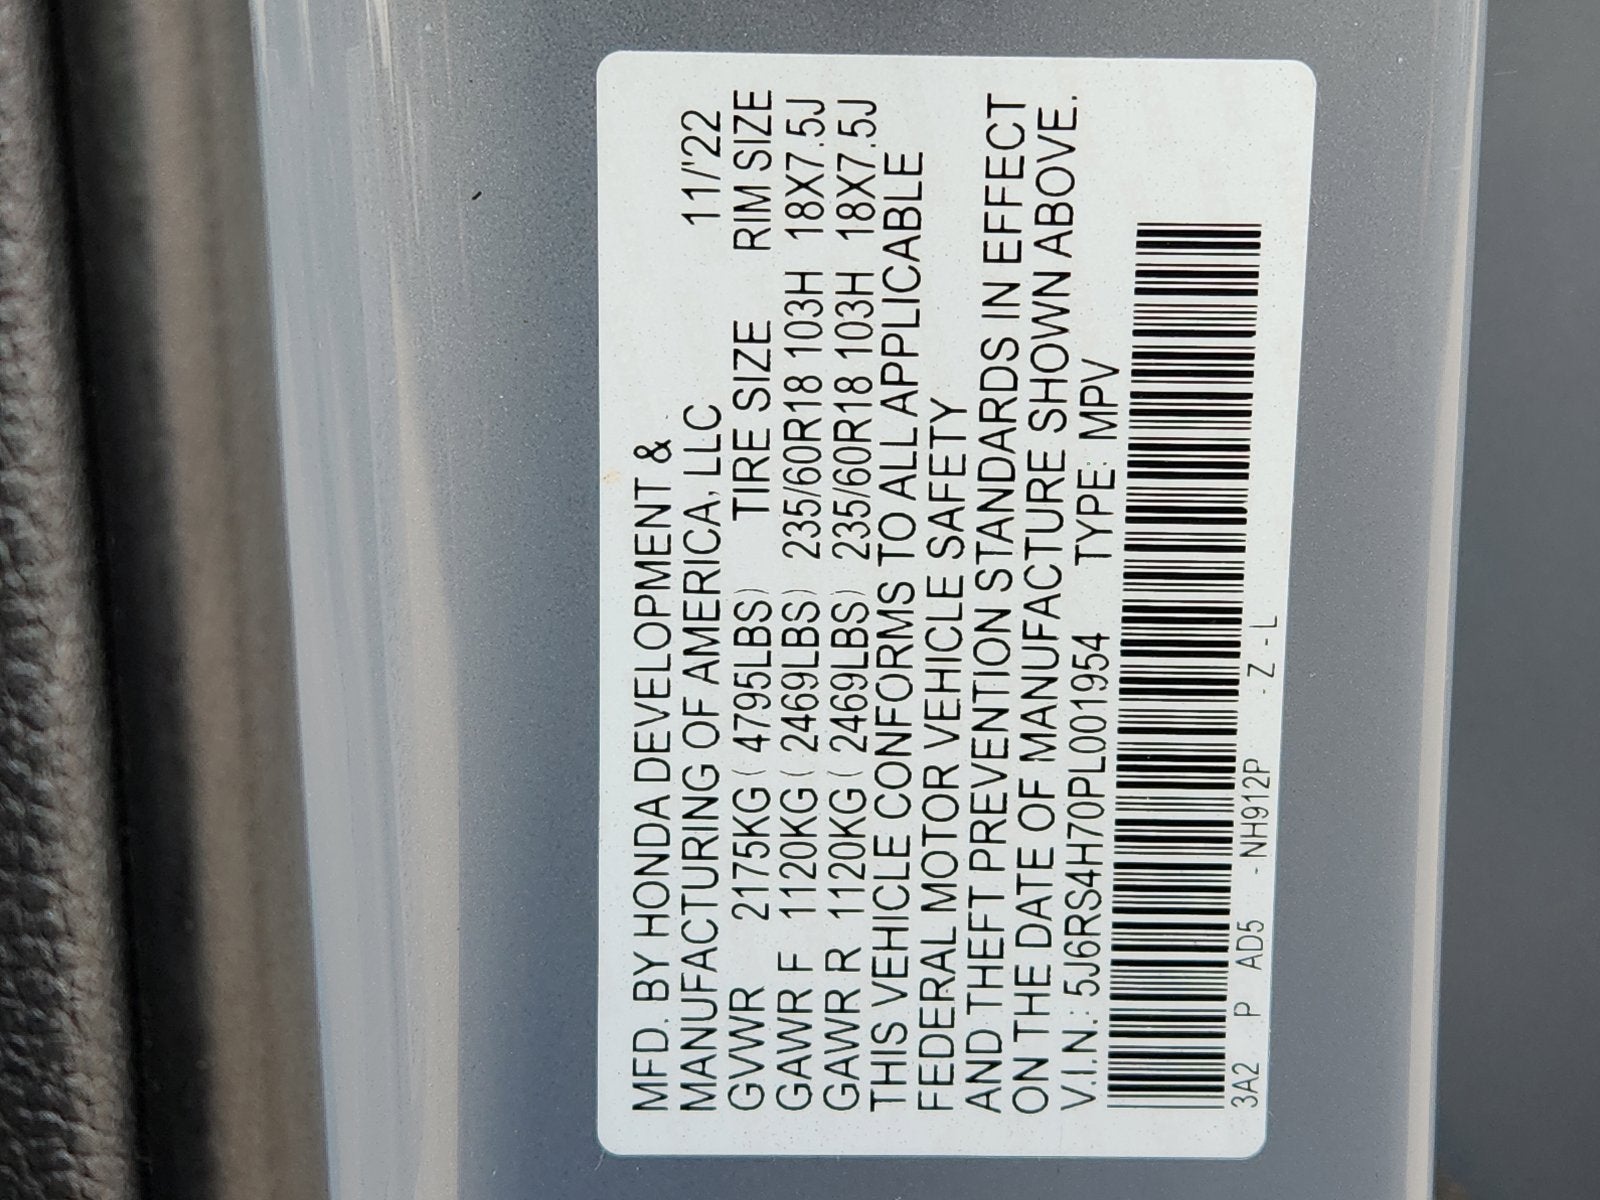 MFD. BY HONDA DEVELOPMENT &
MANUFACTURING OF AMERICA, LLC 11/'22
GVWR 2175KG ( 4795LBS) TIRE SIZE RIM SIZE
GAWR F 1120KG ( 2469LBS) 235/60R18 103H 18X7.5J
GAWR R 1120KG ( 2469LBS) 235/60R18 103H 18X7.5J
THIS VEHICLE CONFORMS TO ALL APPLICABLE
FEDERAL MOTOR VEHICLE SAFETY
AND THEFT PREVENTION STANDARDS IN EFFECT
ON THE DATE OF MANUFACTURE SHOWN ABOVE.
V.I.N.: 5J6RS4H70PL001954 TYPE: MPV
3A2 P AD5 - NH912P - Z - L